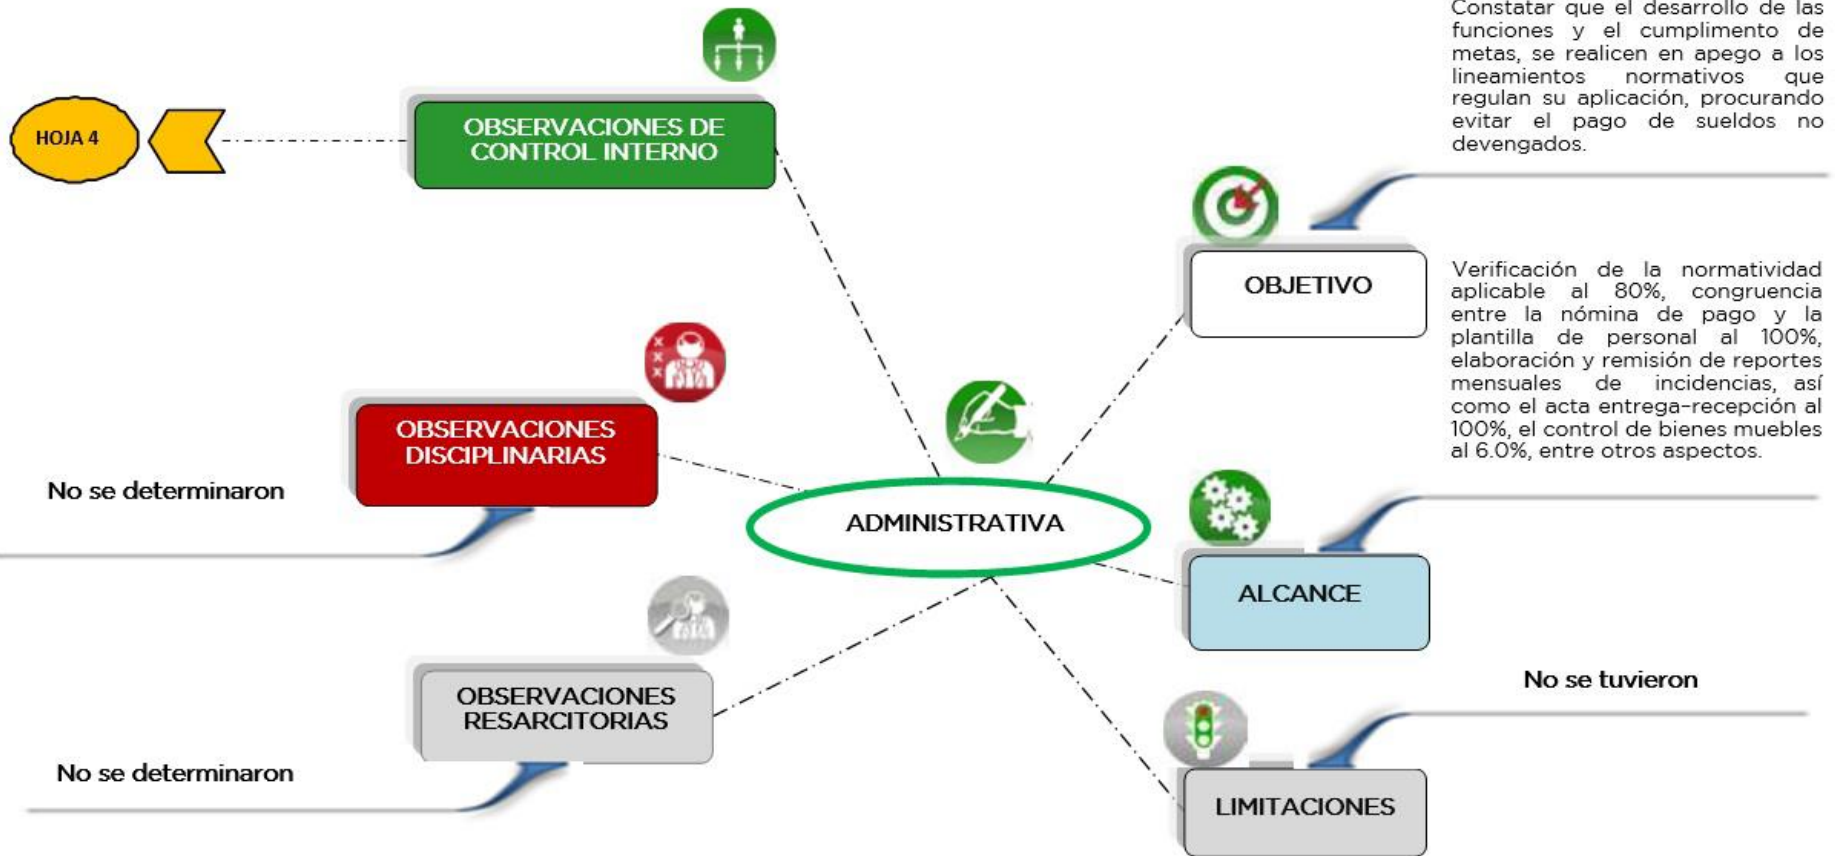 Constatar que el desarrollo de las
funciones y el cumplimento de
metas, se realicen en apego a los
lineamientos normativos que
regulan su aplicación, procurando
evitar el pago de sueldos no
devengados.
OBSERVACIONES DE
CONTROL INTERNO
HOJA 4
OBJETIVO
Verificación de la normatividad
aplicable al 80%, congruencia
entre la nómina de pago y la
plantilla de personal al 100%,
elaboración y remisión de reportes
mensuales de incidencias, así
como el acta entrega-recepción al
100%, el control de bienes muebles
al 6.0%, entre otros aspectos.
OBSERVACIONES
DISCIPLINARIAS
No se determinaron
ADMINISTRATIVA
ALCANCE
OBSERVACIONES
RESARCITORIAS
No se determinaron
No se tuvieron
LIMITACIONES